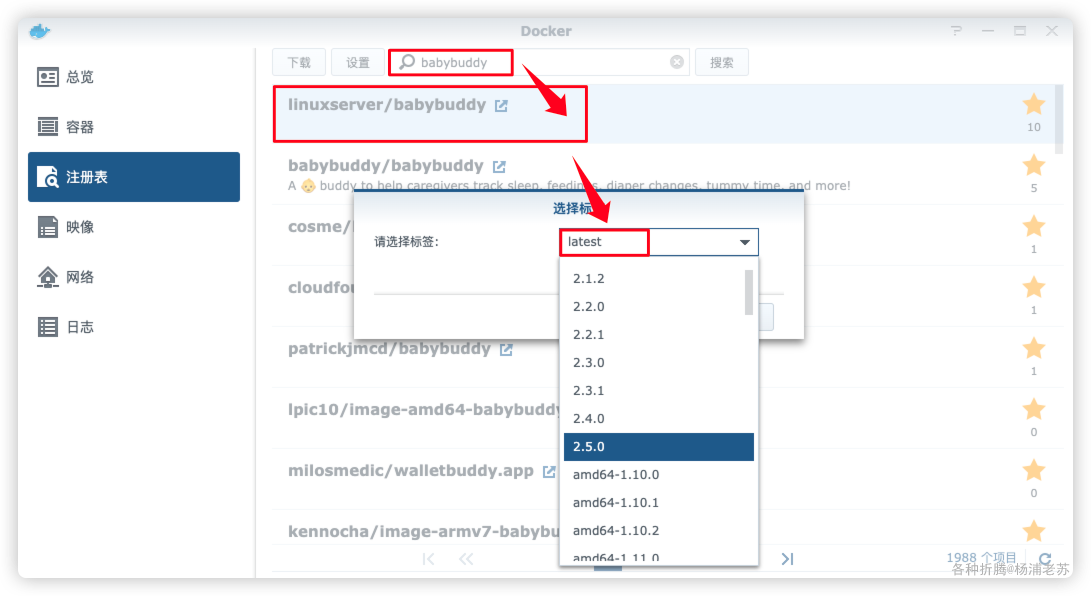 Docker
总览
容器
注册表
映像
网络
日志
下载
设置
babybuddy
搜索
linuxserver/babybuddy
10
babybuddy/babybuddy
A 👶 buddy to help caregivers track sleep, feedings, diaper changes, tummy time, and more!
5
选择标
请选择标签:
latest
2.1.2
2.2.0
2.2.1
2.3.0
2.3.1
2.4.0
2.5.0
amd64-1.10.0
amd64-1.10.1
amd64-1.10.2
amd64-1.11.0
cosme/
1
cloudfou
1
patrickjmcd/babybuddy
1
lpic10/image-amd64-babybuddy
0
milosmedic/walletbuddy.app
0
kennocha/image-armv7-babybu
1988 个项目
各种折腾@杨浦老苏